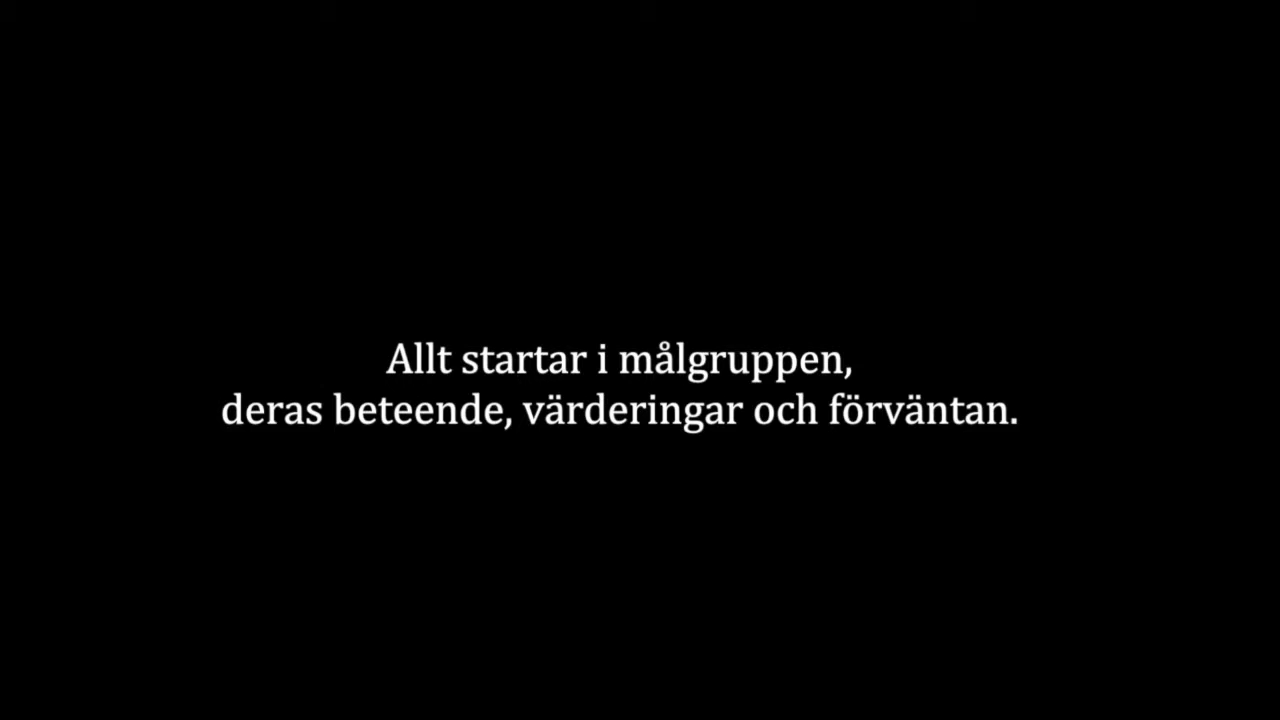 Allt startar i målgruppen,
deras beteende, värderingar och förväntan.